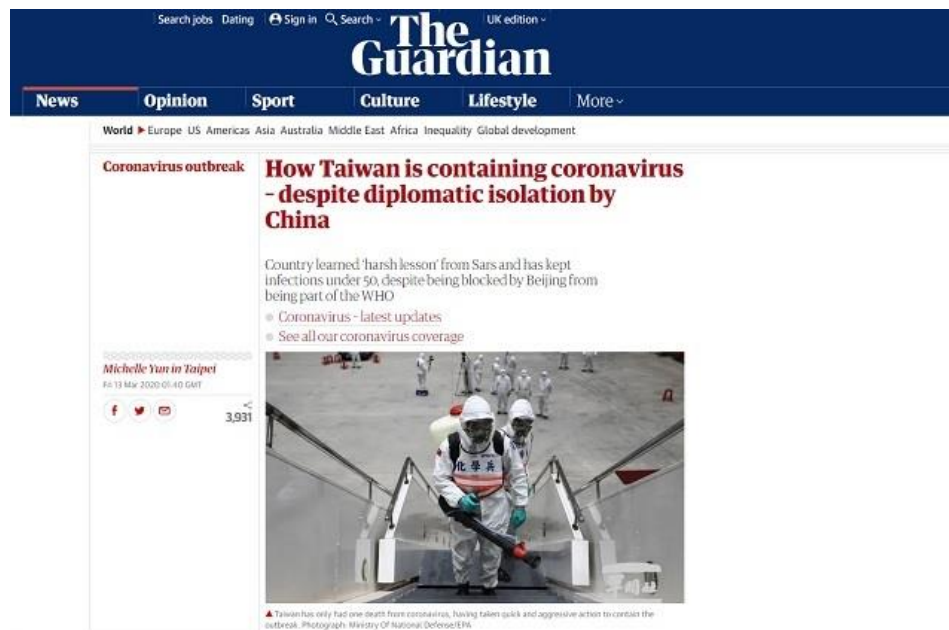 Search jobs Dating Sign in Search UK edition
The
Guardian
News Opinion Sport Culture Lifestyle More
World Europe US Americas Asia Australia Middle East Africa Inequality Global development
Coronavirus outbreak
How Taiwan is containing coronavirus
– despite diplomatic isolation by
China
Country learned 'harsh lesson' from Sars and has kept
infections under 50, despite being blocked by Beijing from
being part of the WHO
Coronavirus – latest updates
See all our coronavirus coverage
Michelle Yun in Taipei
Fri 13 Mar 2020 01.40 GMT
3,931
化學兵
Taiwan has only had one death from coronavirus, having taken quick and aggressive action to contain the
outbreak. Photograph: Ministry Of National Defense/EPA